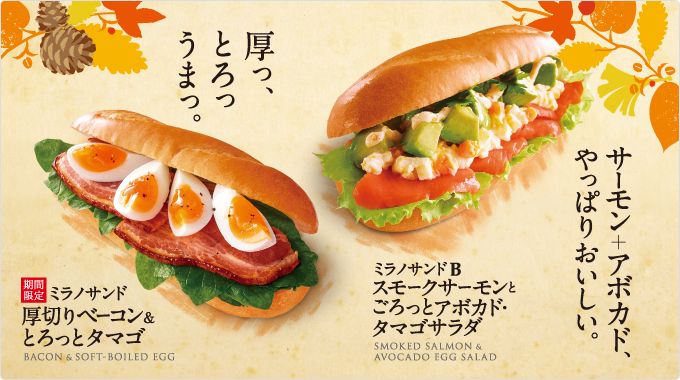 厚っ、
とろっ
うまっ。
期間
限定
ミラノサンド
厚切りベーコン&
とろっとタマゴ
BACON & SOFT-BOILED EGG
サーモン+アボカド、
やっぱりおいしい。
ミラノサンドB
スモークサーモンと
ごろっとアボカド・
タマゴサラダ
SMOKED SALMON &
AVOCADO EGG SALAD